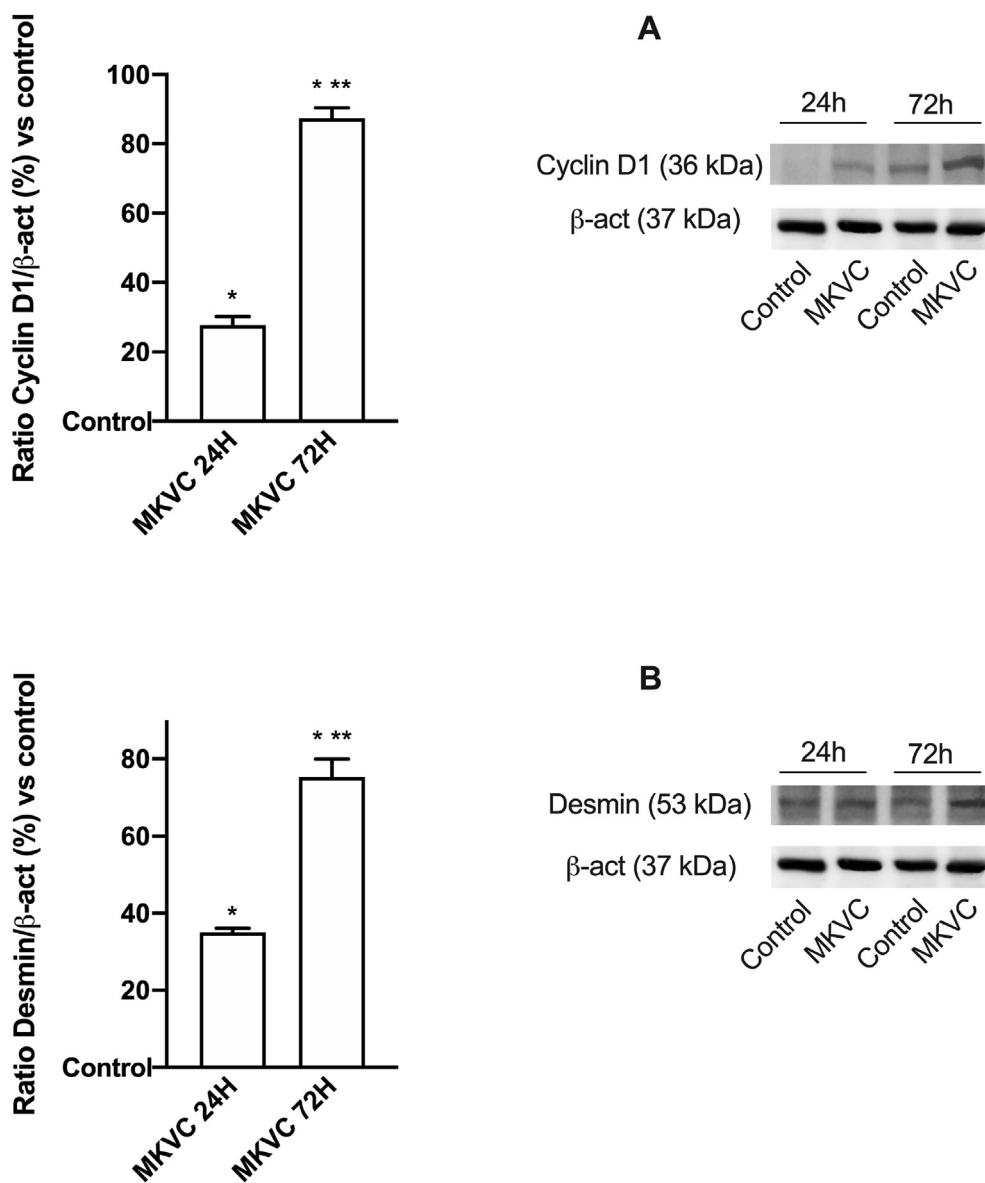 A
Ratio Cyclin D1/β-act (%) vs control
100
80
60
40
20
Control
* **
*
MKVC 24H
MKVC 72H
24h
72h
Cyclin D1 (36 kDa)
β-act (37 kDa)
Control
MKVC
Control
MKVC
B
Ratio Desmin/β-act (%) vs control
80
60
40
20
Control
* **
*
MKVC 24H
MKVC 72H
24h
72h
Desmin (53 kDa)
β-act (37 kDa)
Control
MKVC
Control
MKVC